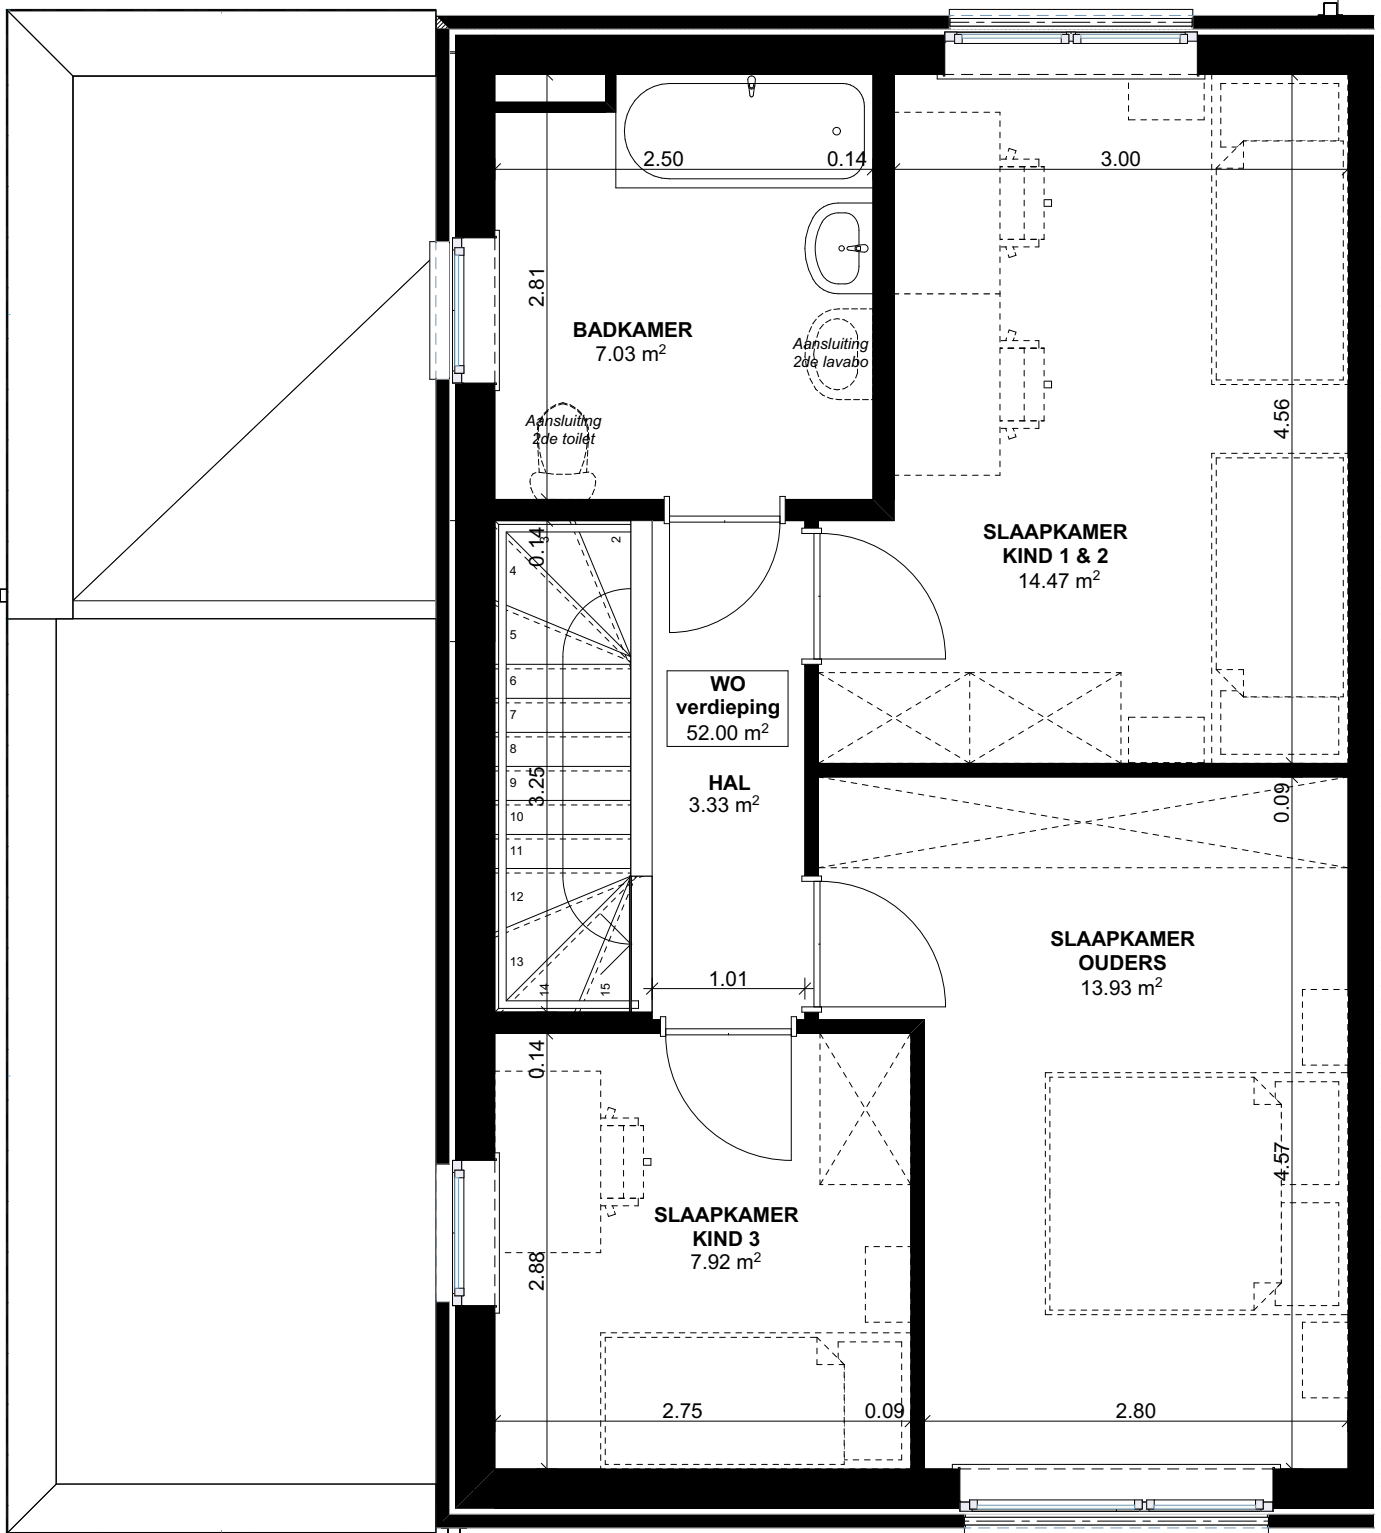 2.50
0.14
3.00
2.81
BADKAMER
7.03 m²
Aansluiting
2de lavabo
Aansluiting
2de toilet
4.56
SLAAPKAMER
KIND 1 & 2
14.47 m²
0.14
2
3
4
5
6
7
8
9
10
11
12
13
14
15
3.25
WO
verdieping
52.00 m²
HAL
3.33 m²
0.09
1.01
SLAAPKAMER
OUDERS
13.93 m²
0.14
4.57
SLAAPKAMER
KIND 3
7.92 m²
2.88
2.75
0.09
2.80